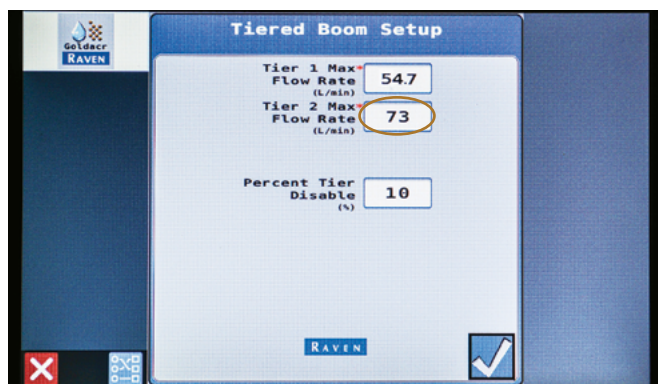 Tiered Boom Setup
Goldacr
RAVEN
Tier 1 Max*
Flow Rate
(L/min)
54.7
Tier 2 Max*
Flow Rate
(L/min)
73
Percent Tier
Disable
(%)
10
RAVEN